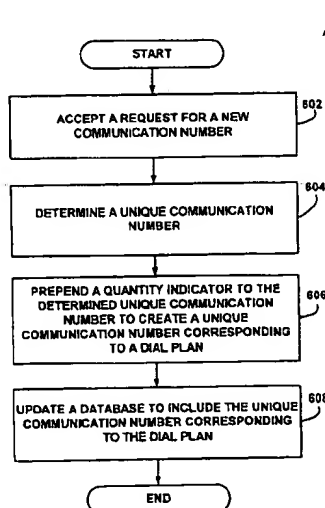 START
ACCEPT A REQUEST FOR A NEW
COMMUNICATION NUMBER
602
DETERMINE A UNIQUE COMMUNICATION
NUMBER
604
PREPEND A QUANTITY INDICATOR TO THE
DETERMINED UNIQUE COMMUNICATION
NUMBER TO CREATE A UNIQUE
COMMUNICATION NUMBER CORRESPONDING
TO A DIAL PLAN
606
UPDATE A DATABASE TO INCLUDE THE UNIQUE
COMMUNICATION NUMBER CORRESPONDING
TO THE DIAL PLAN
608
END